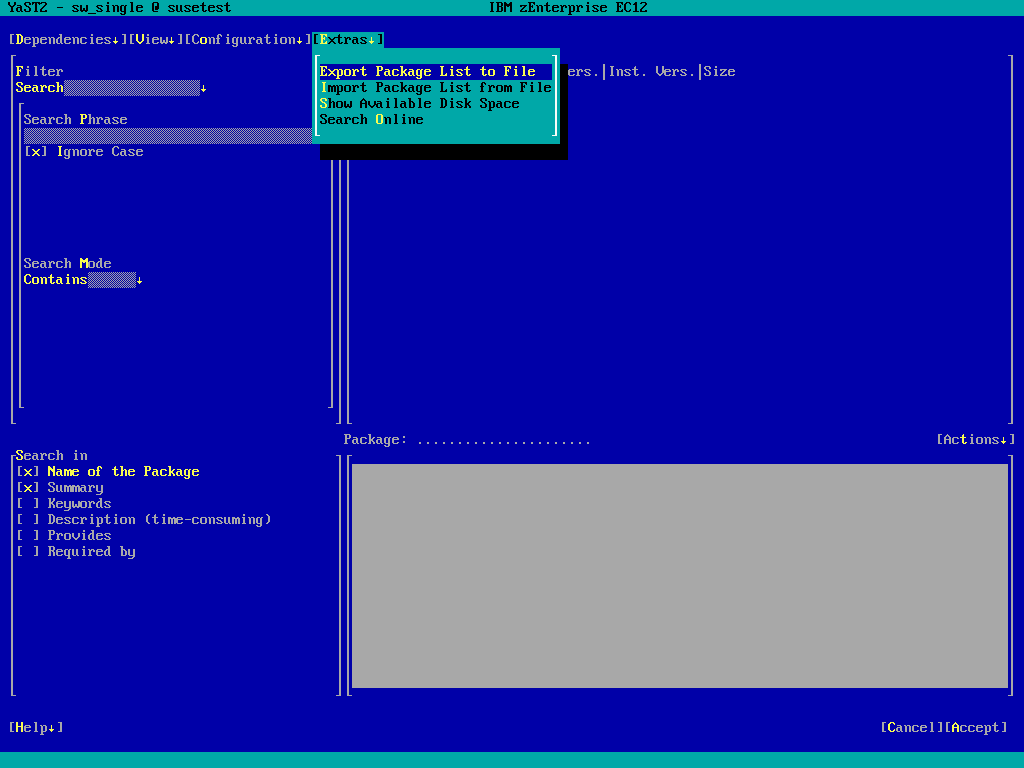 YaST2 - sw_single @ susetest IBM zEnterprise EC12
[Dependencies↓][View↓][Configuration↓][Extras↓]
Filter
Search↓
Search Phrase
[x] Ignore Case
Search Mode
Contains↓
Export Package List to File
Import Package List from File
Show Available Disk Space
Search Online
ers.|Inst. Vers.|Size
Package: ......................
[Actions↓]
Search in
[x] Name of the Package
[x] Summary
[ ] Keywords
[ ] Description (time-consuming)
[ ] Provides
[ ] Required by
[Help↓] [Cancel][Accept]